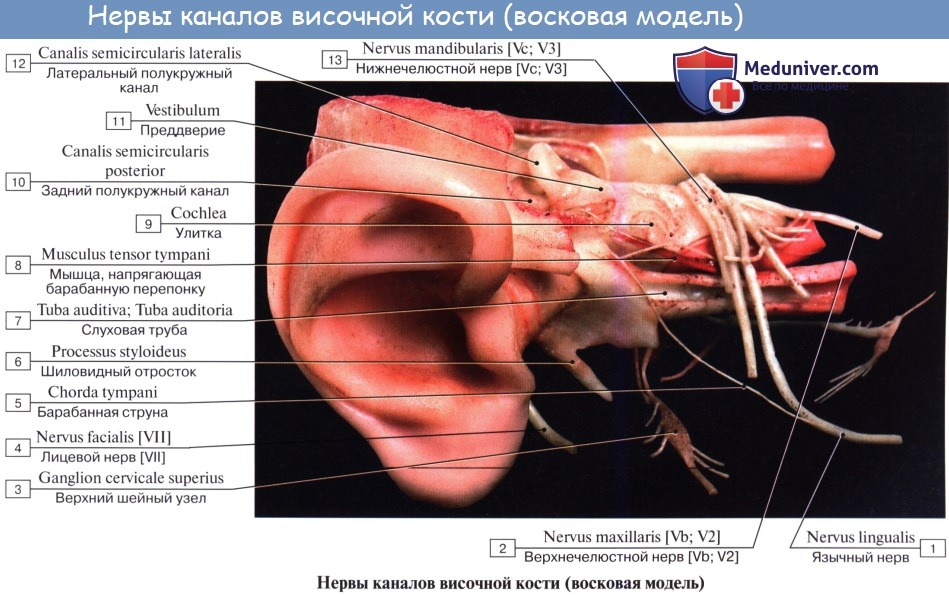 Нервы каналов височной кости (восковая модель)
12 Canalis semicircularis lateralis
Латеральный полукружный
канал
13 Nervus mandibularis [Vc; V3]
Нижнечелюстной нерв [Vc; V3]
Meduniver.com
Все по медицине
11 Vestibulum
Преддверие
10 Canalis semicircularis
posterior
Задний полукружный канал
9 Cochlea
Улитка
8 Musculus tensor tympani
Мышца, напрягающая
барабанную перепонку
7 Tuba auditiva; Tuba auditoria
Слуховая труба
6 Processus styloideus
Шиловидный отросток
5 Chorda tympani
Барабанная струна
4 Nervus facialis [VII]
Лицевой нерв [VII]
3 Ganglion cervicale superius
Верхний шейный узел
2 Nervus maxillaris [Vb; V2]
Верхнечелюстной нерв [Vb; V2]
Nervus lingualis 1
Язычный нерв
Нервы каналов височной кости (восковая модель)